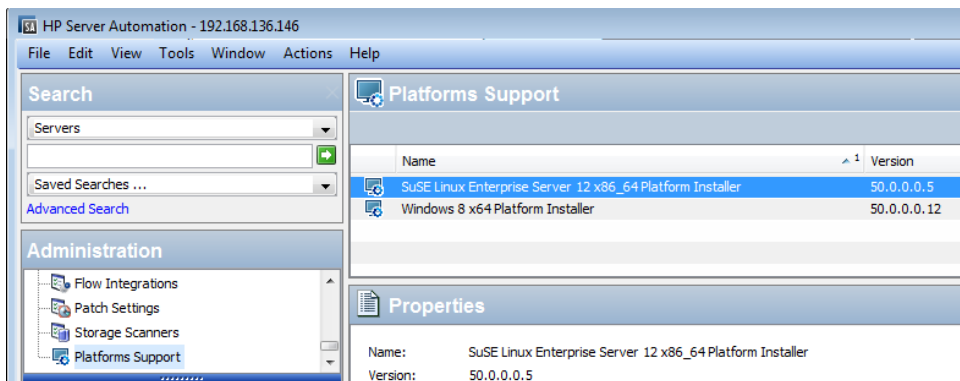 SA HP Server Automation - 192.168.136.146
File Edit View Tools Window Actions Help
Search
Servers
Saved Searches ...
Advanced Search
Administration
Flow Integrations
Patch Settings
Storage Scanners
Platforms Support
Platforms Support
Name 1 Version
SuSE Linux Enterprise Server 12 x86_64 Platform Installer 50.0.0.0.5
Windows 8 x64 Platform Installer 50.0.0.0.12
Properties
Name: SuSE Linux Enterprise Server 12 x86_64 Platform Installer
Version: 50.0.0.0.5